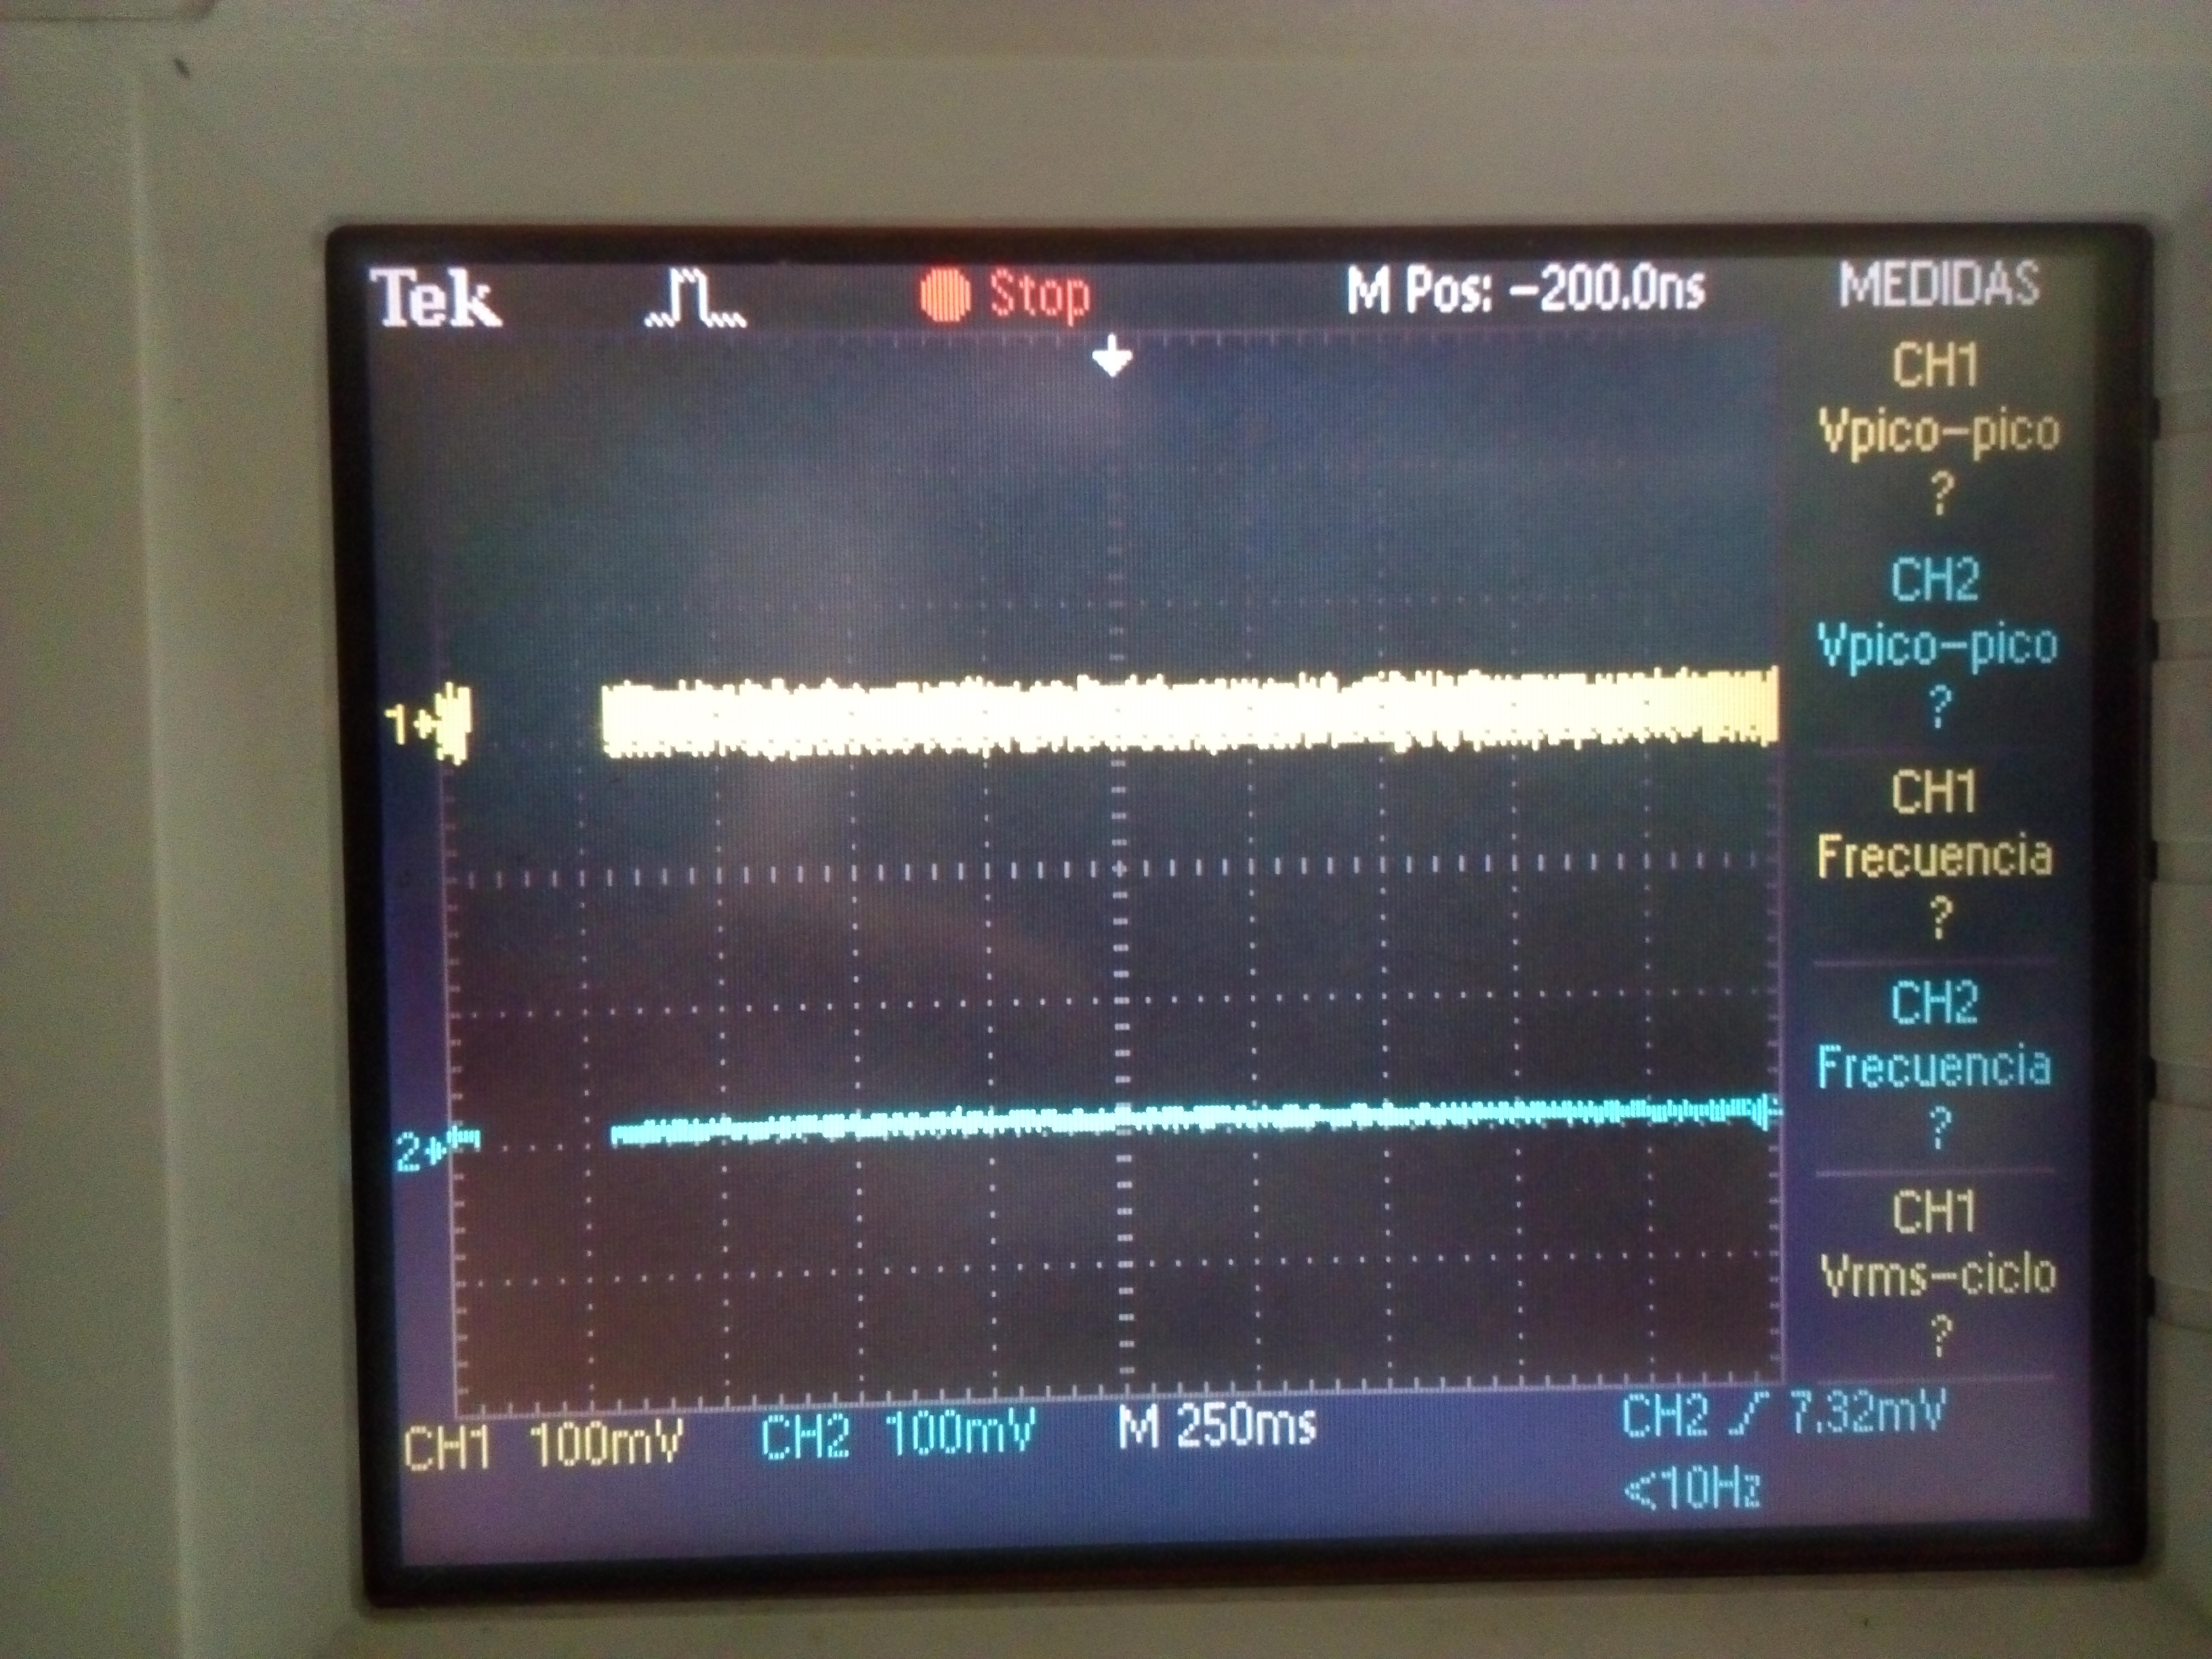 Tek Stop M Pos: -200.0ns MEDIDAS
CH1
Vpico-pico
?
CH2
Vpico-pico
?
CH1
Frecuencia
?
CH2
Frecuencia
?
CH1
Vrms-ciclo
?
1
2
CH1 100mV CH2 100mV M 250ms CH2 7.32mV
<10Hz